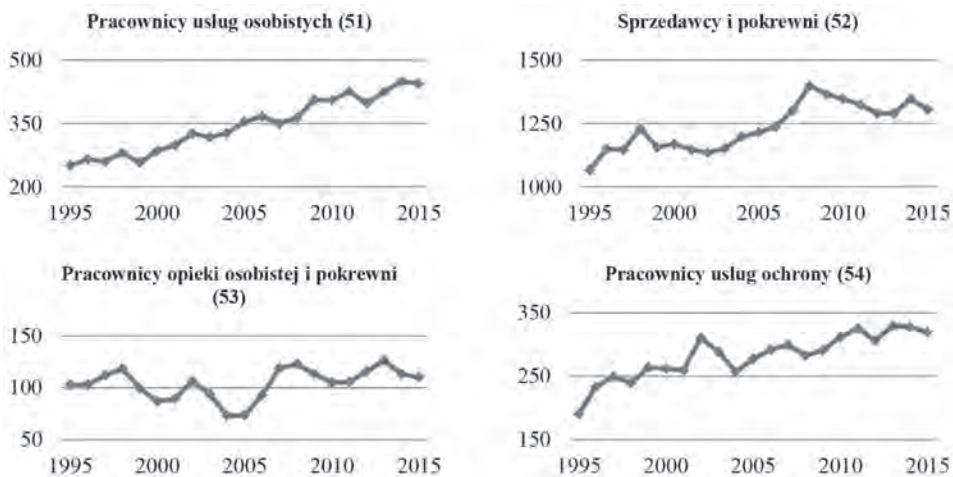 Pracownicy usług osobistych (51)
500
350
200
1995 2000 2005 2010 2015
Sprzedawcy i pokrewni (52)
1500
1250
1000
1995 2000 2005 2010 2015
Pracownicy opieki osobistej i pokrewni
(53)
150
100
50
1995 2000 2005 2010 2015
Pracownicy usług ochrony (54)
350
250
150
1995 2000 2005 2010 2015